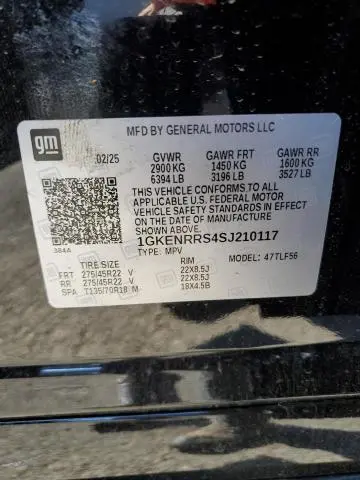 gm
MFD BY GENERAL MOTORS LLC
02/25 GVWR GAWR FRT GAWR RR
2900 KG 1450 KG 1600 KG
6394 LB 3196 LB 3527 LB
THIS VEHICLE CONFORMS TO ALL
APPLICABLE U.S. FEDERAL MOTOR
VEHICLE SAFETY STANDARDS IN EFFECT
ON THE DATE OF MANUFACTURE
SHOWN ABOVE.
1GKENRRS4SJ210117
384A
TYPE: MPV MODEL: 47TLF56
TIRE SIZE RIM
FRT 275/45R22 V 22X8.5J
RR 275/45R22 V 22X8.5J
SPA T135/70R18 M 18X4.5B